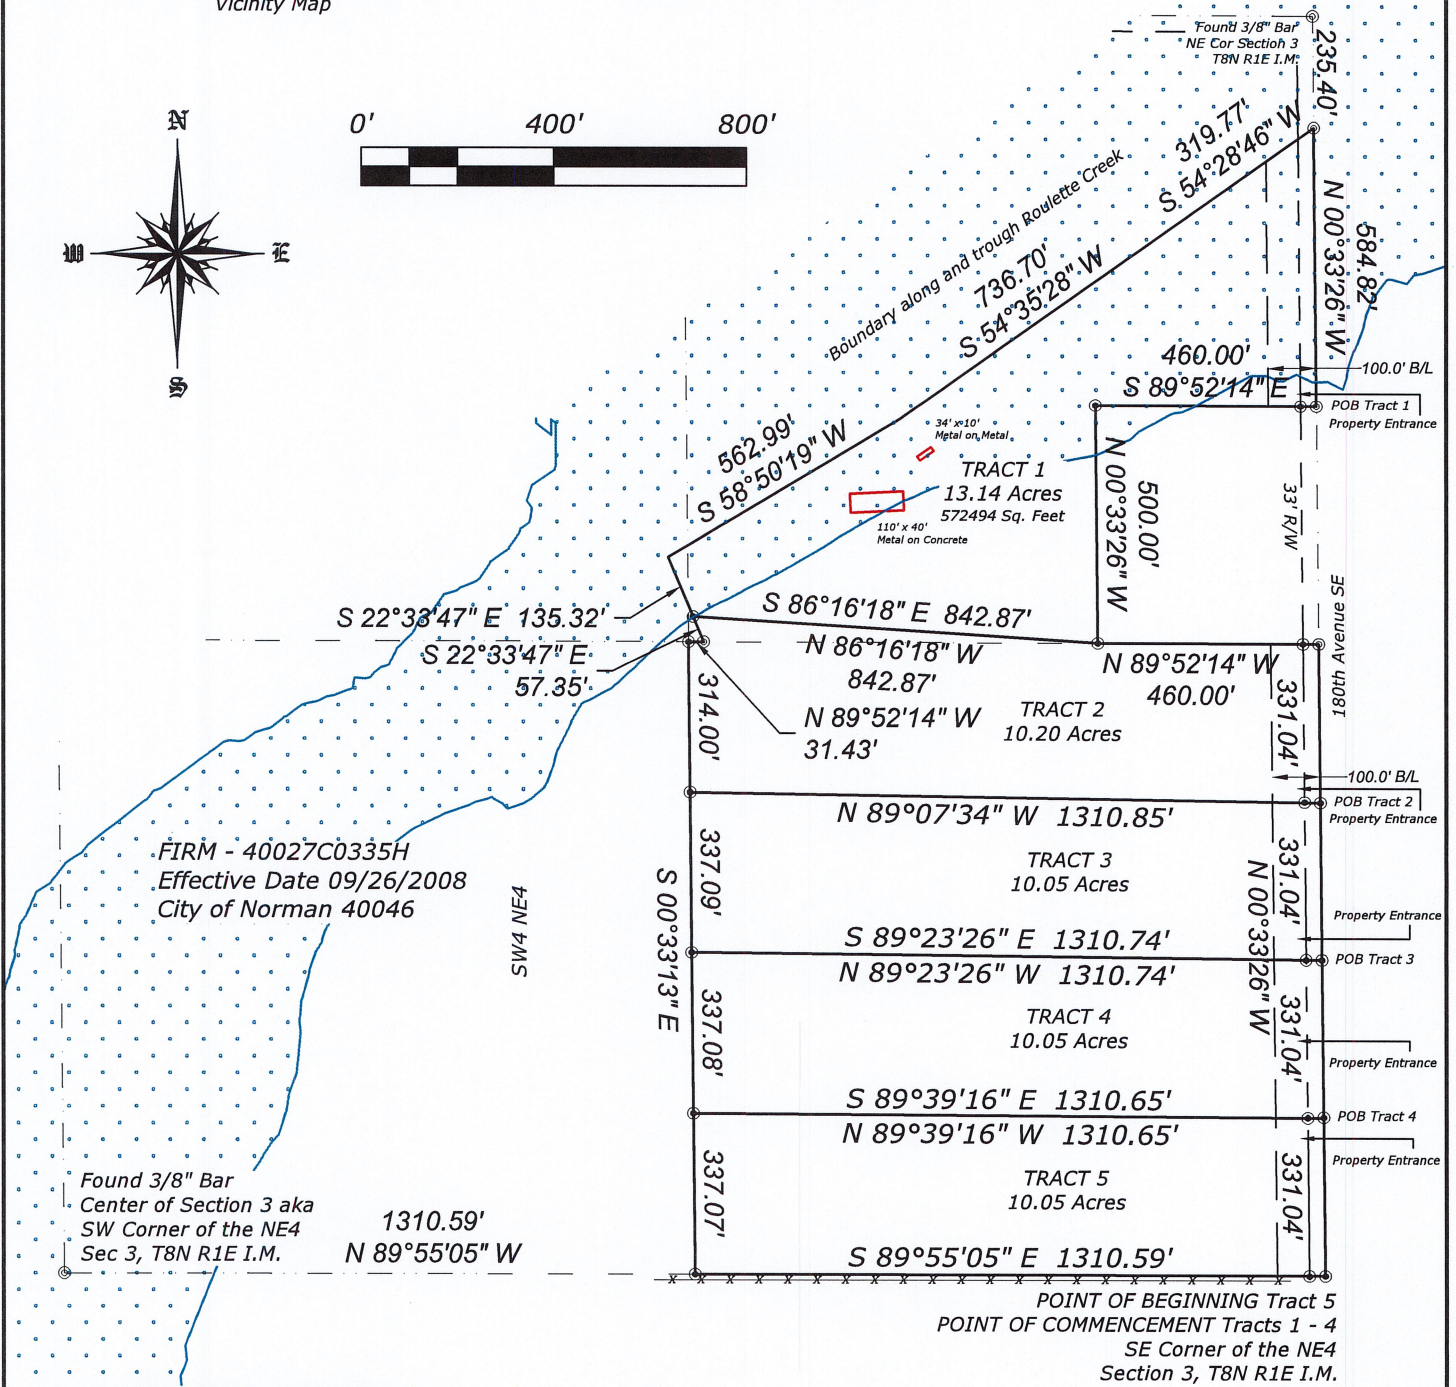 Vicinity Map
Found 3/8" Bar
NE Cor Section 3
T8N R1E I.M.
235.40'
N
W
E
S
0' 400' 800'
319.77'
S 54°28'46" W
Boundary along and trough Roulette Creek
736.70'
S 54°35'28" W
N 00°33'26" W
584.82'
460.00'
S 89°52'14" E
100.0' B/L
POB Tract 1
Property Entrance
562.99'
S 58°50'19" W
34' x 10'
Metal on Metal
TRACT 1
13.14 Acres
572494 Sq. Feet
110' x 40'
Metal on Concrete
N 00°33'26" W
500.00'
33' R/W
180th Avenue SE
S 22°33'47" E 135.32'
S 86°16'18" E 842.87'
S 22°33'47" E
57.35'
N 86°16'18" W
842.87'
N 89°52'14" W
460.00'
314.00'
N 89°52'14" W
31.43'
TRACT 2
10.20 Acres
331.04'
100.0' B/L
POB Tract 2
Property Entrance
N 89°07'34" W 1310.85'
FIRM - 40027C0335H
Effective Date 09/26/2008
City of Norman 40046
SW4 NE4
S 00°33'13" E
337.09'
TRACT 3
10.05 Acres
331.04'
N 00°33'26" W
Property Entrance
S 89°23'26" E 1310.74'
POB Tract 3
N 89°23'26" W 1310.74'
337.08'
TRACT 4
10.05 Acres
331.04'
Property Entrance
S 89°39'16" E 1310.65'
POB Tract 4
N 89°39'16" W 1310.65'
Property Entrance
337.07'
TRACT 5
10.05 Acres
331.04'
Found 3/8" Bar
Center of Section 3 aka
SW Corner of the NE4
Sec 3, T8N R1E I.M.
1310.59'
N 89°55'05" W
S 89°55'05" E 1310.59'
x x x x x x x x x x x x x x x x x x x x x
POINT OF BEGINNING Tract 5
POINT OF COMMENCEMENT Tracts 1 - 4
SE Corner of the NE4
Section 3, T8N R1E I.M.